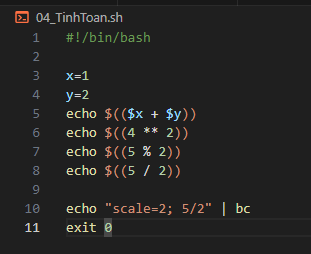 04_TinhToan.sh
1 #!/bin/bash
2
3 x=1
4 y=2
5 echo $(($x + $y))
6 echo $((4 ** 2))
7 echo $((5 % 2))
8 echo $((5 / 2))
9
10 echo "scale=2; 5/2" | bc
11 exit 0